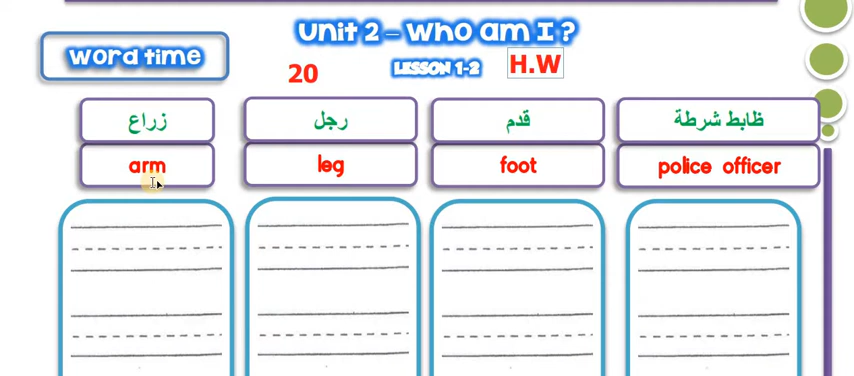 Unit 2 – Who am I ?
Word time
20
LESSON 1-2
H.W
زراع
رجل
قدم
ظابط شرطة
arm
leg
foot
police officer